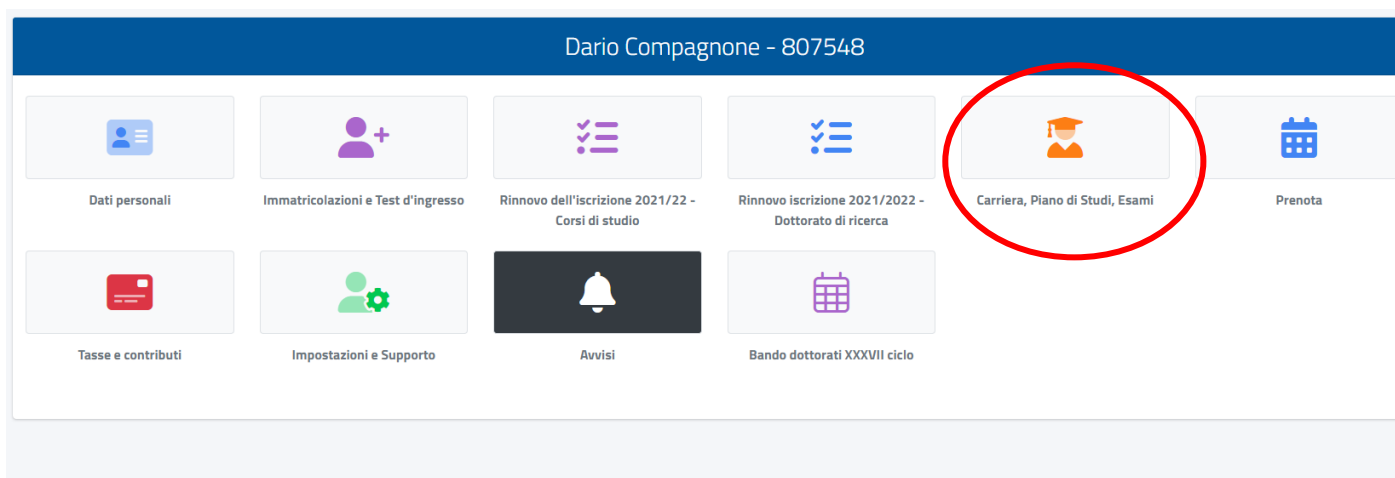 Dario Compagnone - 807548
Dati personali
Immatricolazioni e Test d'ingresso
Rinnovo dell'iscrizione 2021/22 -
Corsi di studio
Rinnovo iscrizione 2021/2022 -
Dottorato di ricerca
Carriera, Piano di Studi, Esami
Prenota
Tasse e contributi
Impostazioni e Supporto
Avvisi
Bando dottorati XXXVII ciclo